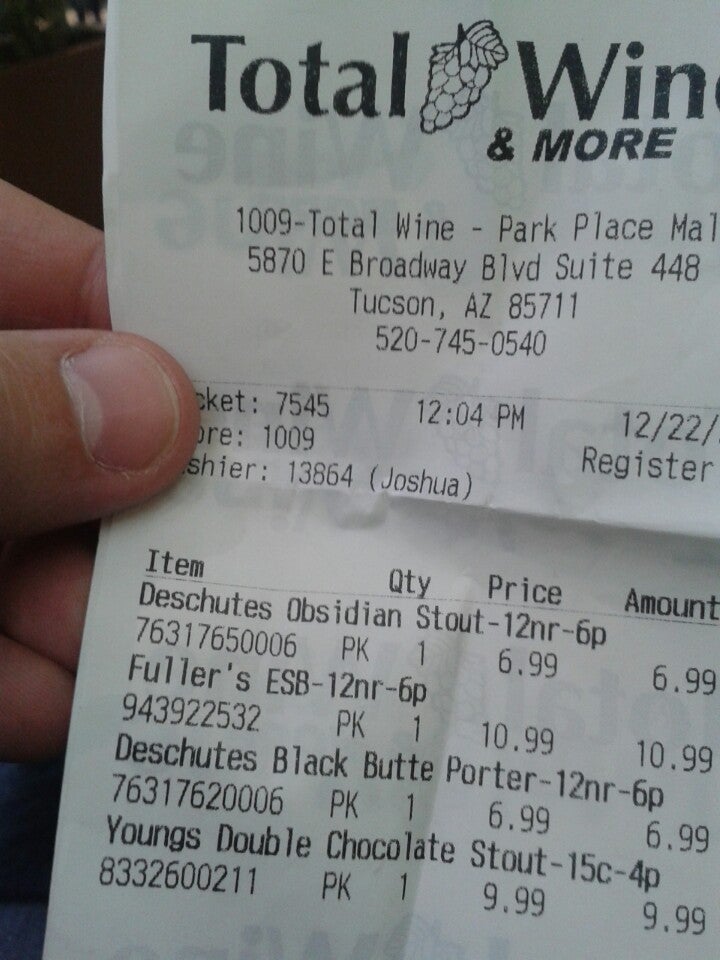 Total Wine
& MORE
1009-Total Wine - Park Place Mal
5870 E Broadway Blvd Suite 448
Tucson, AZ 85711
520-745-0540
cket: 7545 12:04 PM 12/22/
ore: 1009 Register
shier: 13864 (Joshua)
Item Qty Price Amount
Deschutes Obsidian Stout-12nr-6p
76317650006 PK 1 6.99 6.99
Fuller's ESB-12nr-6p
943922532 PK 1 10.99 10.99
Deschutes Black Butte Porter-12nr-6p
76317620006 PK 1 6.99 6.99
Youngs Double Chocolate Stout-15c-4p
8332600211 PK 1 9.99 9.99